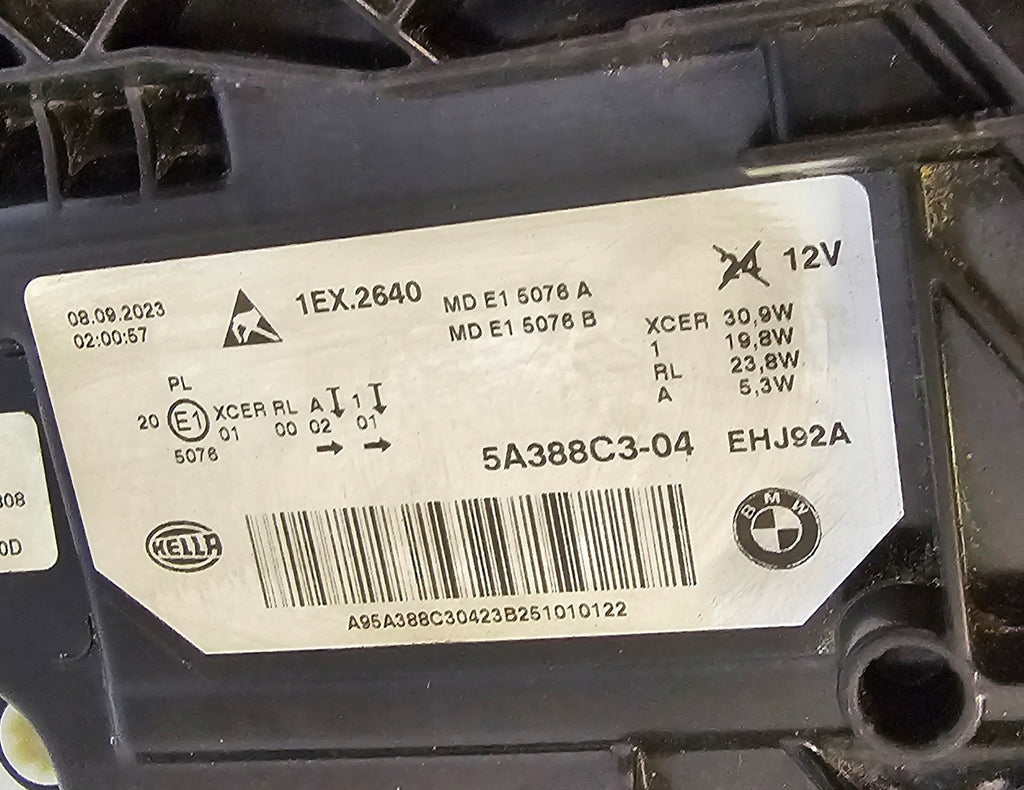 24 12V
08.09.2023 1EX.2640 MD E1 5076 A
02:00:57 MD E1 5076 B
XCER 30,9W
1 19,8W
RL 23,8W
A 5,3W
PL
20 E1 XCER RL A 1
01 00 02 01
5076
5A388C3-04 EHJ92A
HELLA
BMW
A95A388C30423B251010122
308
0D